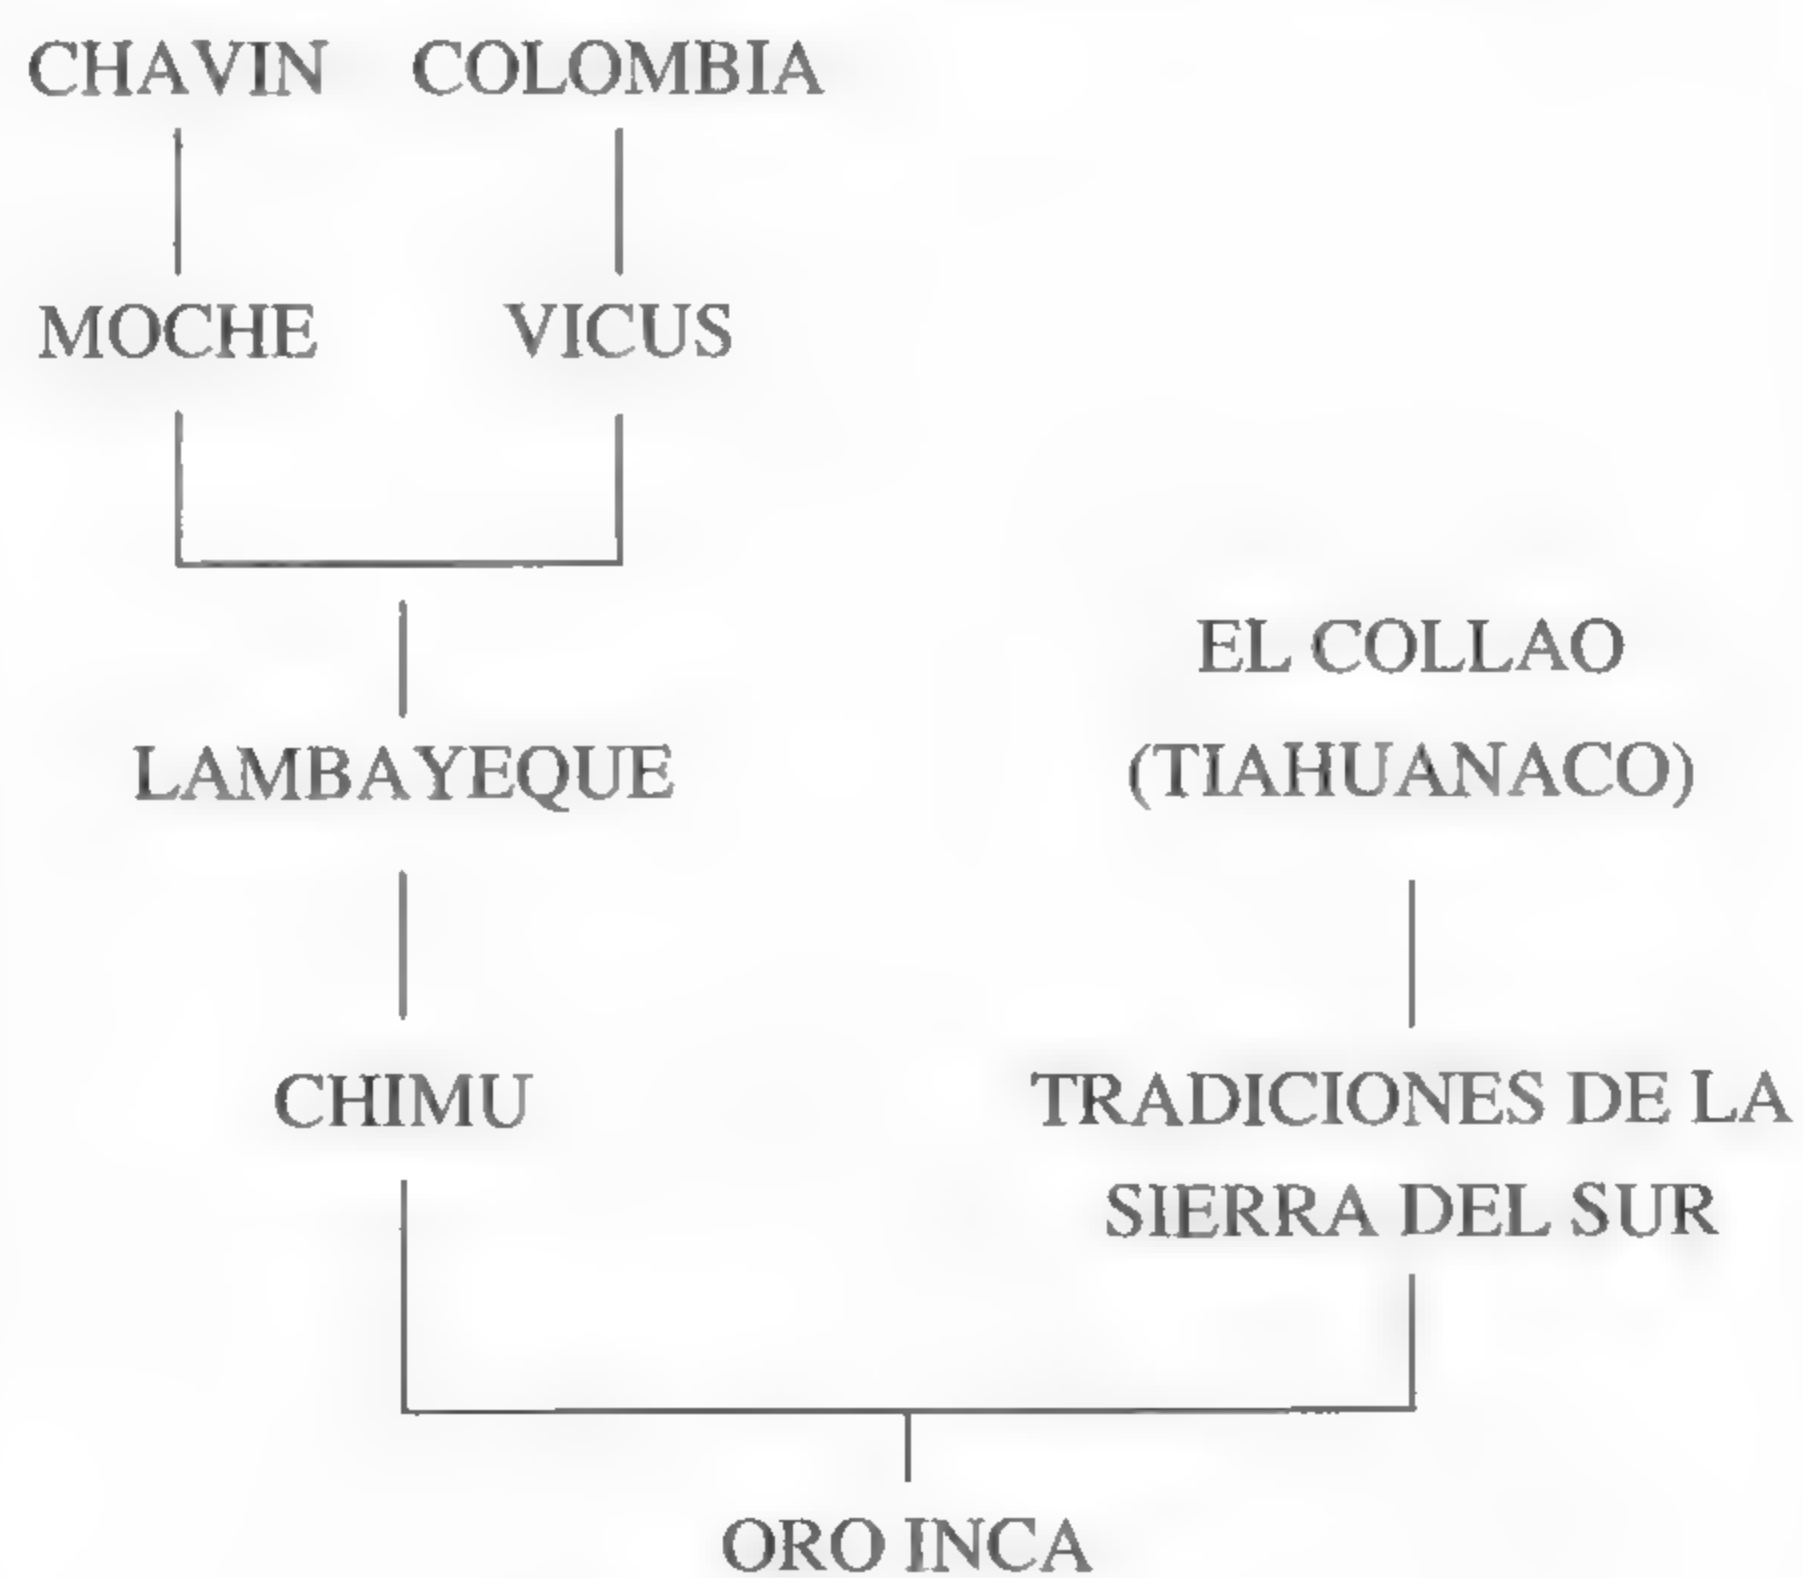 CHAVIN COLOMBIA
MOCHE VICUS
EL COLLAO
LAMBAYEQUE (TIAHUANACO)
CHIMU TRADICIONES DE LA
SIERRA DEL SUR
ORO INCA